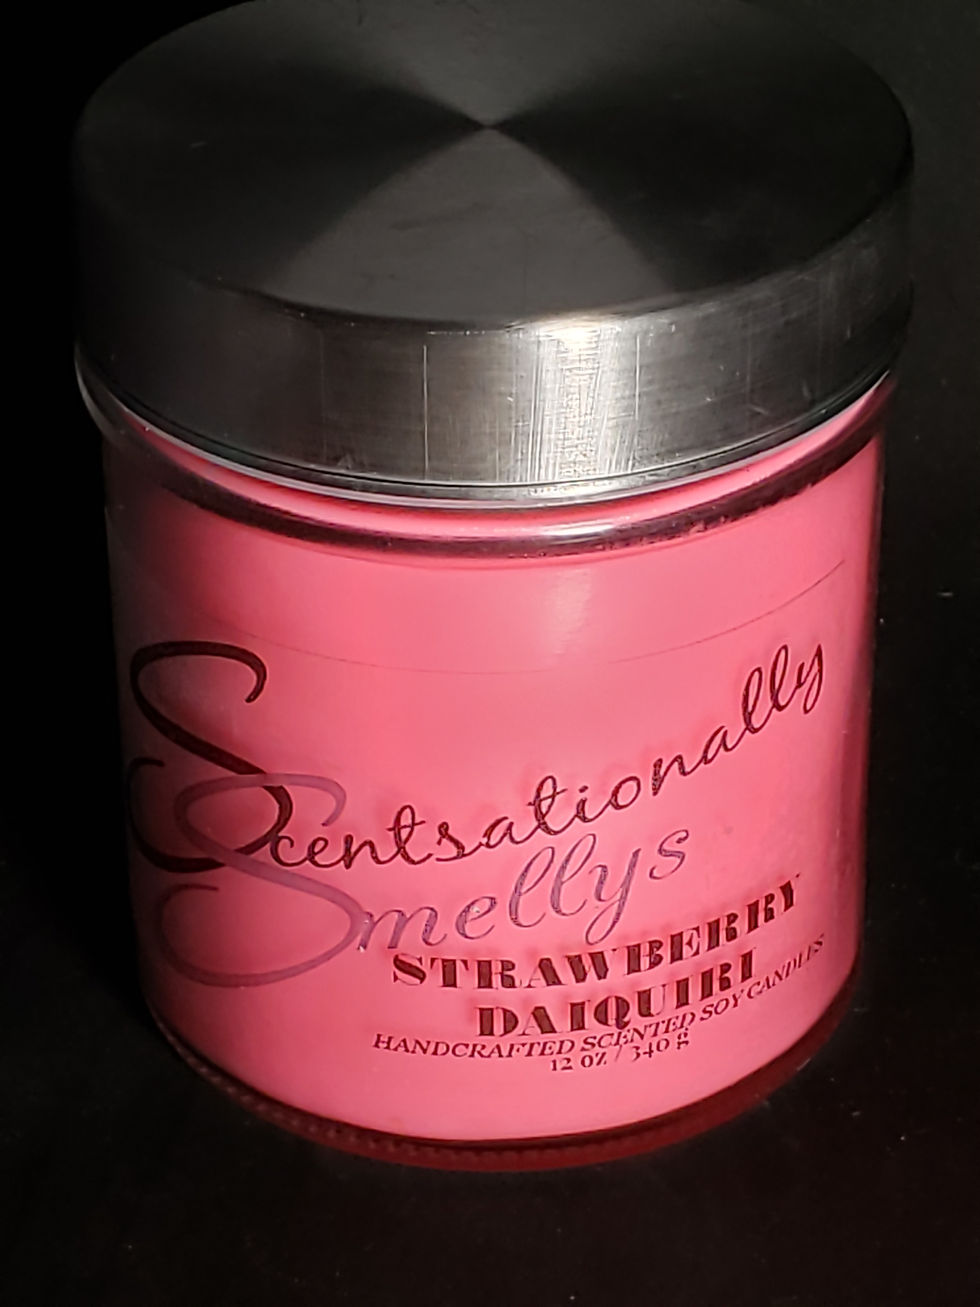 Scentsationally
Smellys
STRAWBERRY
DAIQUIRI
HANDCRAFTED SCENTED SOY CANDLES
12 OZ / 340 g